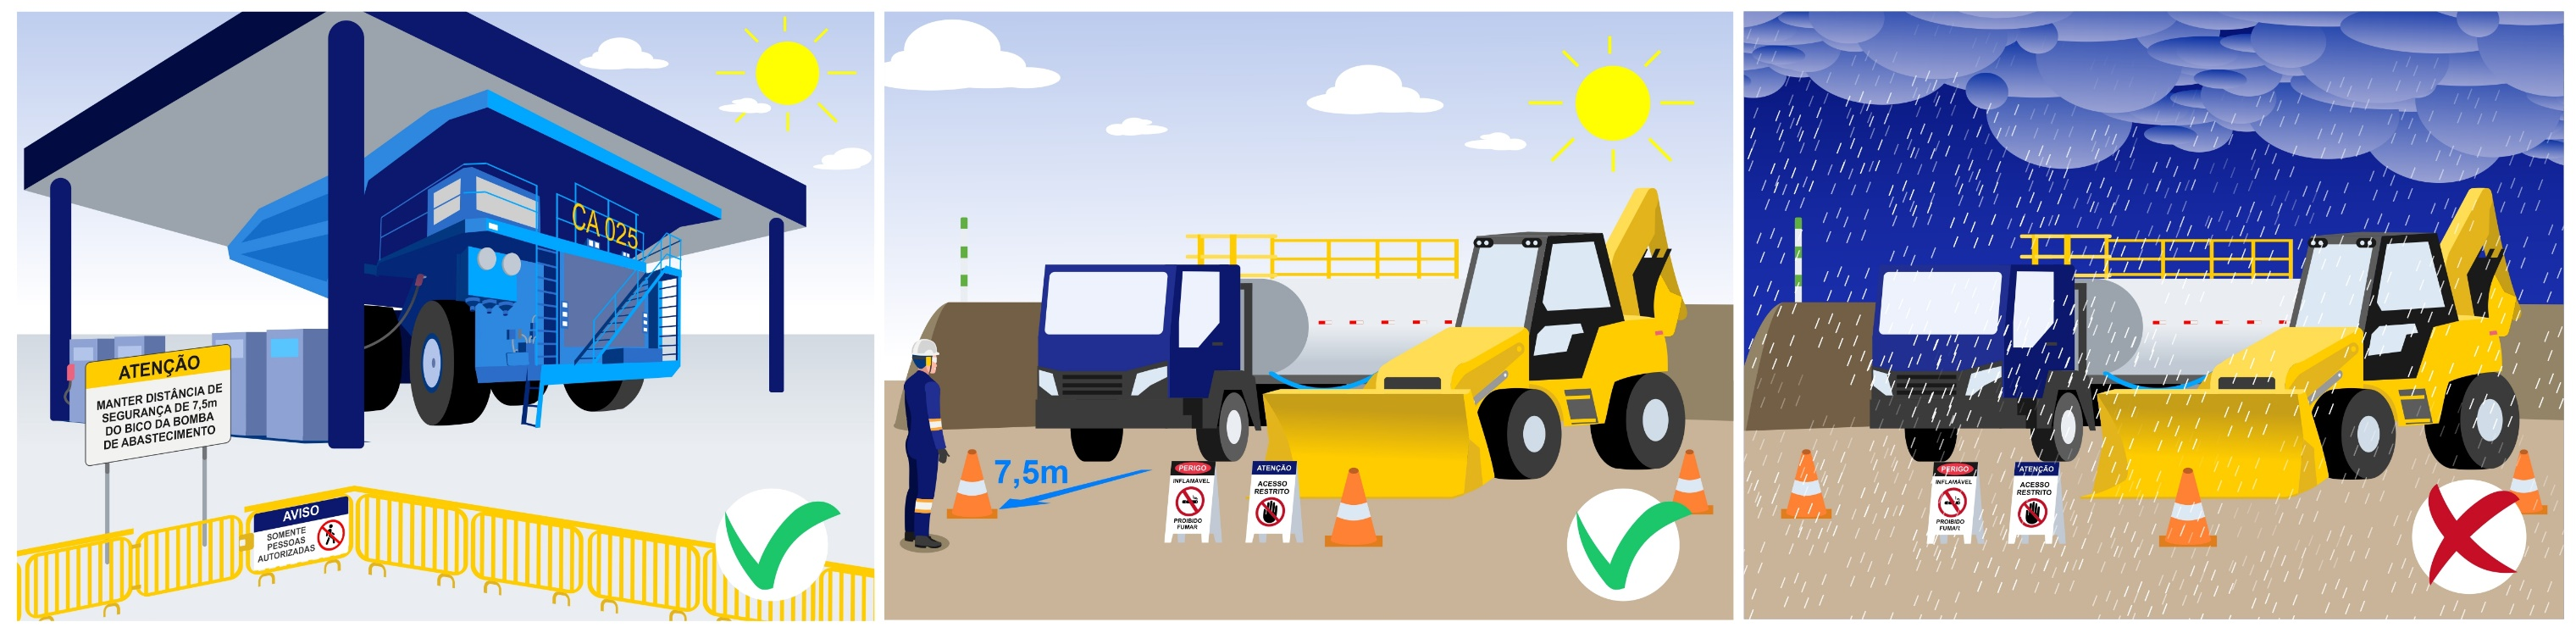 CA 025
ATENÇÃO
MANTER DISTÂNCIA DE
SEGURANÇA DE 7,5m
DO BICO DA BOMBA
DE ABASTECIMENTO
AVISO
SOMENTE
PESSOAS
AUTORIZADAS
7,5m
PERIGO
INFLAMÁVEL
PROIBIDO
FUMAR
ATENÇÃO
ACESSO
RESTRITO
PERIGO
INFLAMÁVEL
PROIBIDO
FUMAR
ATENÇÃO
ACESSO
RESTRITO